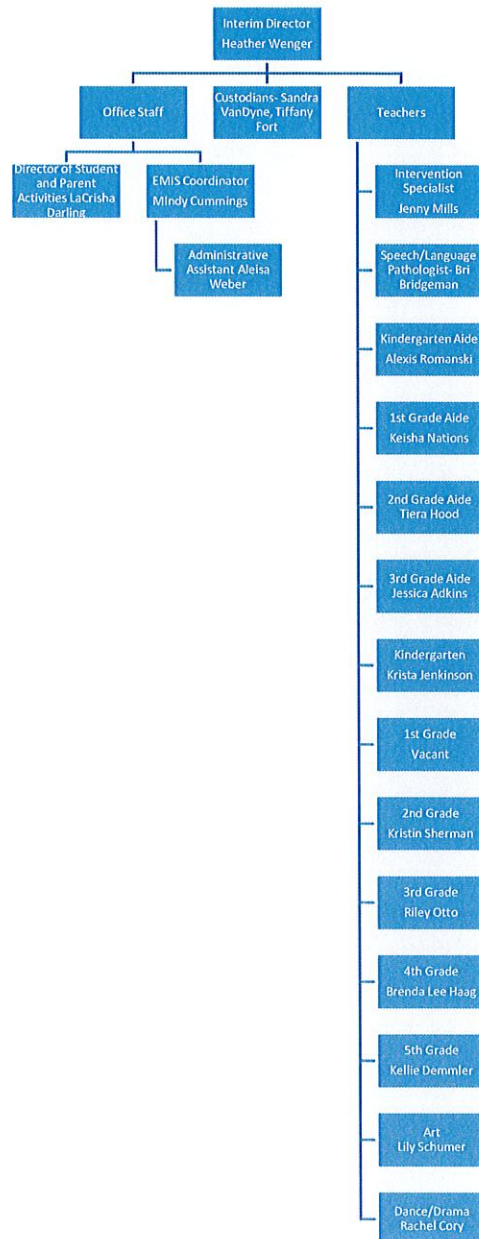 Interim Director
Heather Wenger
Office Staff
Custodians- Sandra
VanDyne, Tiffany
Fort
Teachers
Director of Student
and Parent
Activities LaCrisha
Darling
EMIS Coordinator
MIndy Cummings
Administrative
Assistant Aleisa
Weber
Intervention
Specialist
Jenny Mills
Speech/Language
Pathologist- Bri
Bridgeman
Kindergarten Aide
Alexis Romanski
1st Grade Aide
Keisha Nations
2nd Grade Aide
Tiera Hood
3rd Grade Aide
Jessica Adkins
Kindergarten
Krista Jenkinson
1st Grade
Vacant
2nd Grade
Kristin Sherman
3rd Grade
Riley Otto
4th Grade
Brenda Lee Haag
5th Grade
Kellie Demmler
Art
Lily Schumer
Dance/Drama
Rachel Cory